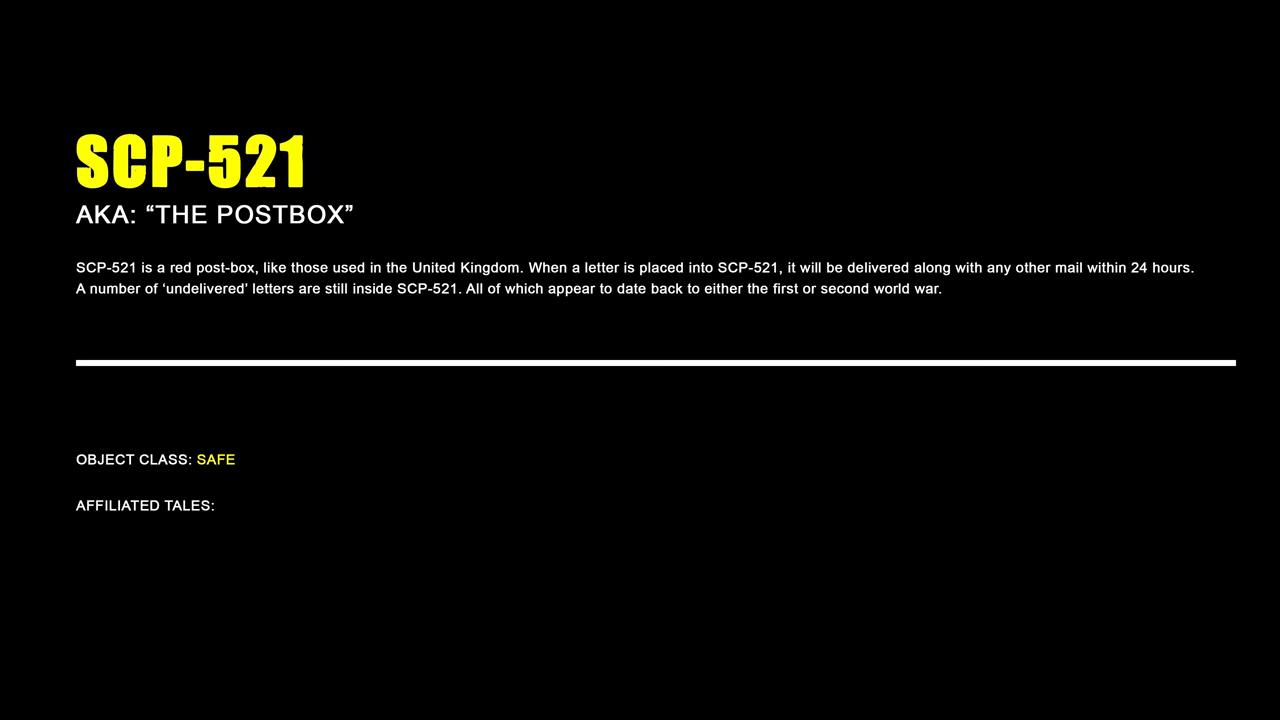 SCP-521
AKA: “THE POSTBOX”
SCP-521 is a red post-box, like those used in the United Kingdom. When a letter is placed into SCP-521, it will be delivered along with any other mail within 24 hours.
A number of ‘undelivered’ letters are still inside SCP-521. All of which appear to date back to either the first or second world war.
OBJECT CLASS: SAFE
AFFILIATED TALES: